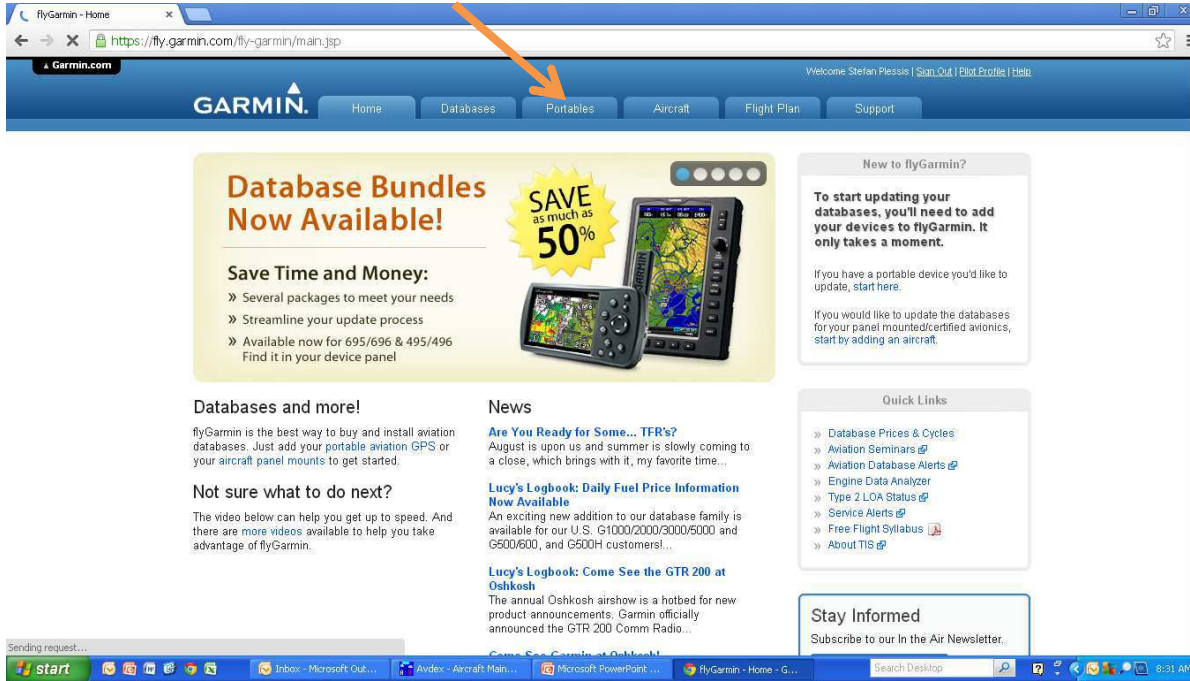 flyGarmin - Home
https://fly.garmin.com/fly-garmin/main.jsp
Garmin.com
Welcome Stefan Plessis | Sign Out | Pilot Profile | Help
GARMIN.
Home
Databases
Portables
Aircraft
Flight Plan
Support
Database Bundles
Now Available!
Save Time and Money:
» Several packages to meet your needs
» Streamline your update process
» Available now for 695/696 & 495/496
Find it in your device panel
SAVE
as much as
50%
GARMIN
New to flyGarmin?
To start updating your
databases, you'll need to add
your devices to flyGarmin. It
only takes a moment.
If you have a portable device you'd like to
update, start here.
If you would like to update the databases
for your panel mounted/certified avionics,
start by adding an aircraft.
Databases and more!
flyGarmin is the best way to buy and install aviation
databases. Just add your portable aviation GPS or
your aircraft panel mounts to get started.
Not sure what to do next?
The video below can help you get up to speed. And
there are more videos available to help you take
advantage of flyGarmin.
News
Are You Ready for Some... TFR's?
August is upon us and summer is slowly coming to
a close, which brings with it, my favorite time...
Lucy's Logbook: Daily Fuel Price Information
Now Available
An exciting new addition to our database family is
available for our U.S. G1000/2000/3000/5000 and
G500/600, and G500H customers!...
Lucy's Logbook: Come See the GTR 200 at
Oshkosh
The annual Oshkosh airshow is a hotbed for new
product announcements. Garmin officially
announced the GTR 200 Comm Radio...
Come See Garmin at Oshkosh!
Quick Links
» Database Prices & Cycles
» Aviation Seminars
» Aviation Database Alerts
» Engine Data Analyzer
» Type 2 LOA Status
» Service Alerts
» Free Flight Syllabus
» About TIS
Stay Informed
Subscribe to our In the Air Newsletter.
Sending request...
start
Inbox - Microsoft Out...
Avdex - Aircraft Main...
Microsoft PowerPoint ...
flyGarmin - Home - G...
Search Desktop
8:31 AM